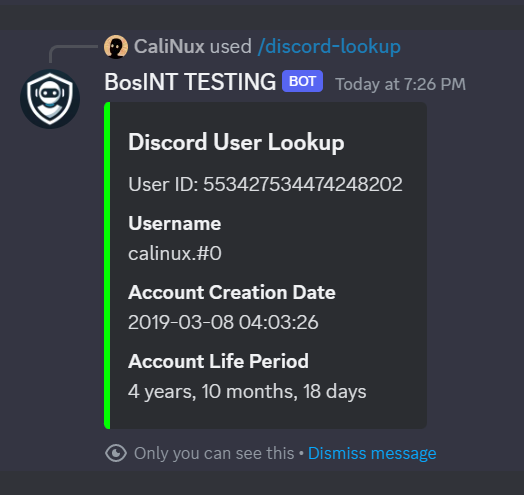 CaliNux used /discord-lookup
BosINT TESTING BOT Today at 7:26 PM
Discord User Lookup
User ID: 553427534474248202
Username
calinux.#0
Account Creation Date
2019-03-08 04:03:26
Account Life Period
4 years, 10 months, 18 days
Only you can see this • Dismiss message